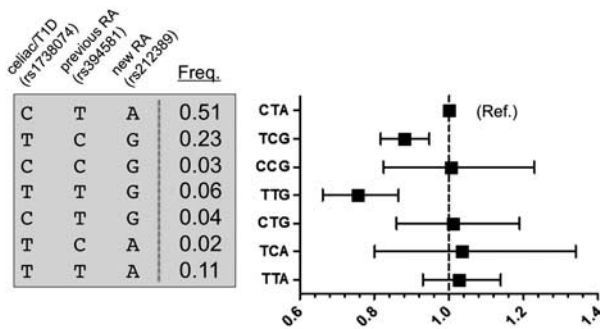 celiac/T1D
(rs1738074)
previous RA
(rs394581)
new RA
(rs212389)
Freq.
C T A 0.51
T C G 0.23
C C G 0.03
T T G 0.06
C T G 0.04
T C A 0.02
T T A 0.11
CTA (Ref.)
TCG
CCG
TTG
CTG
TCA
TTA
0.6 0.8 1.0 1.2 1.4